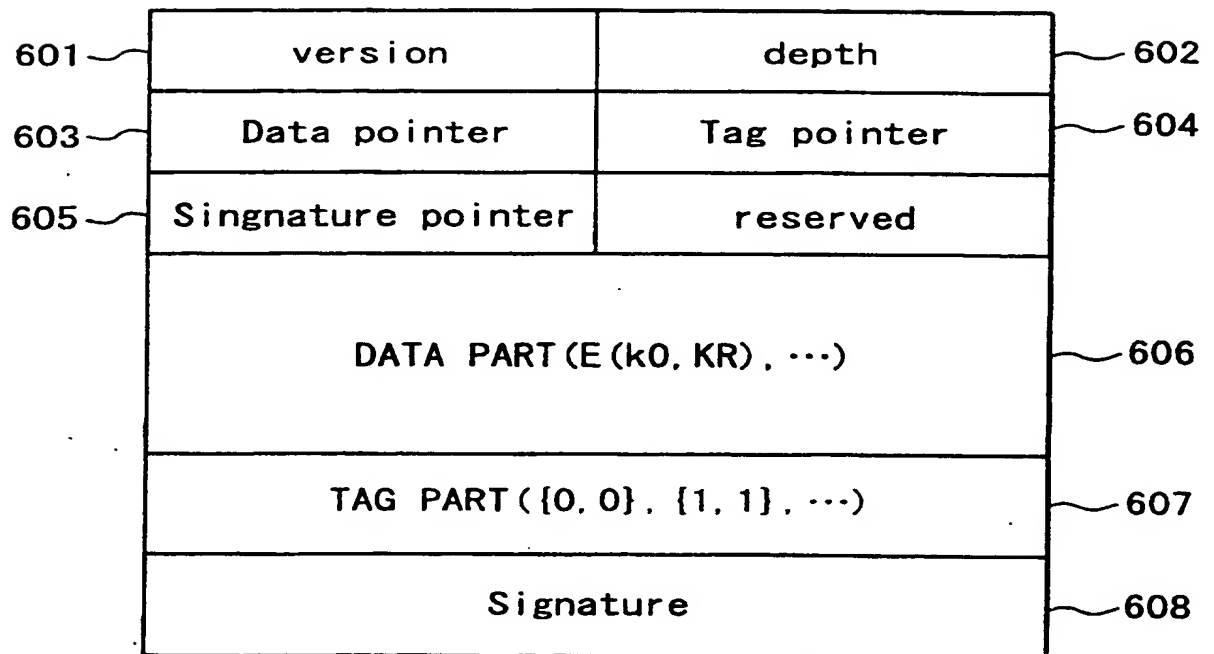 601 version depth 602
603 Data pointer Tag pointer 604
605 Singnature pointer reserved
DATA PART(E(k0, KR), ···) 606
TAG PART({0, 0}, {1, 1}, ···) 607
Signature 608